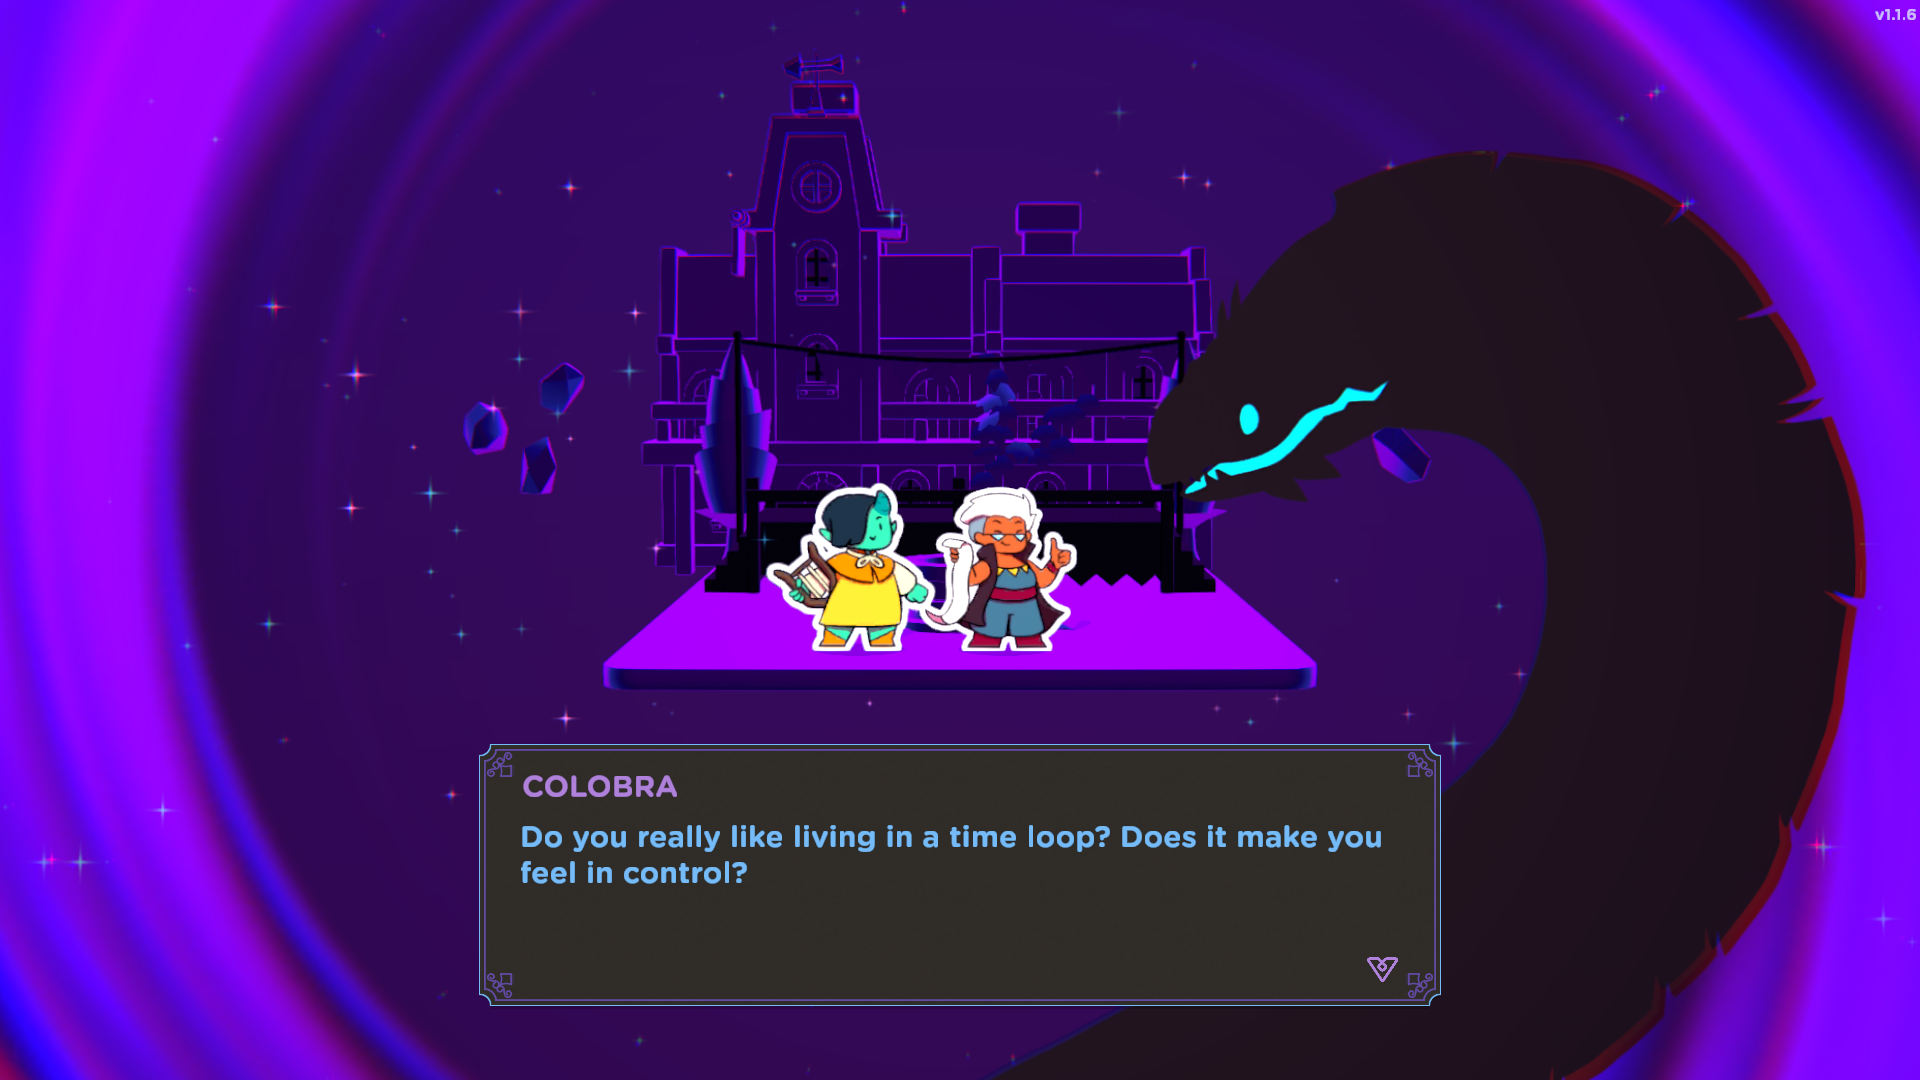 v1.1.6
COLOBRA
Do you really like living in a time loop? Does it make you
feel in control?